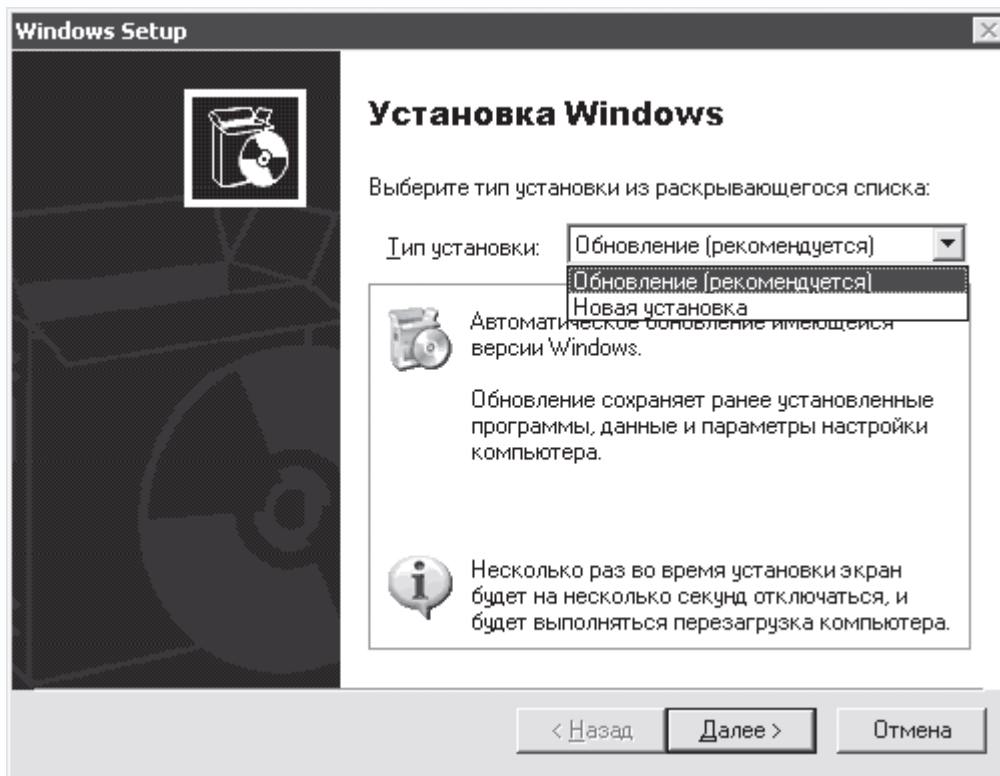 Windows Setup
Установка Windows
Выберите тип установки из раскрывающегося списка:
Тип установки: Обновление (рекомендуется)
Обновление (рекомендуется)
Новая установка
Автоматическое обновление имеющейся
версии Windows.
Обновление сохраняет ранее установленные
программы, данные и параметры настройки
компьютера.
Несколько раз во время установки экран
будет на несколько секунд отключаться, и
будет выполняться перезагрузка компьютера.
< Назад Далее > Отмена